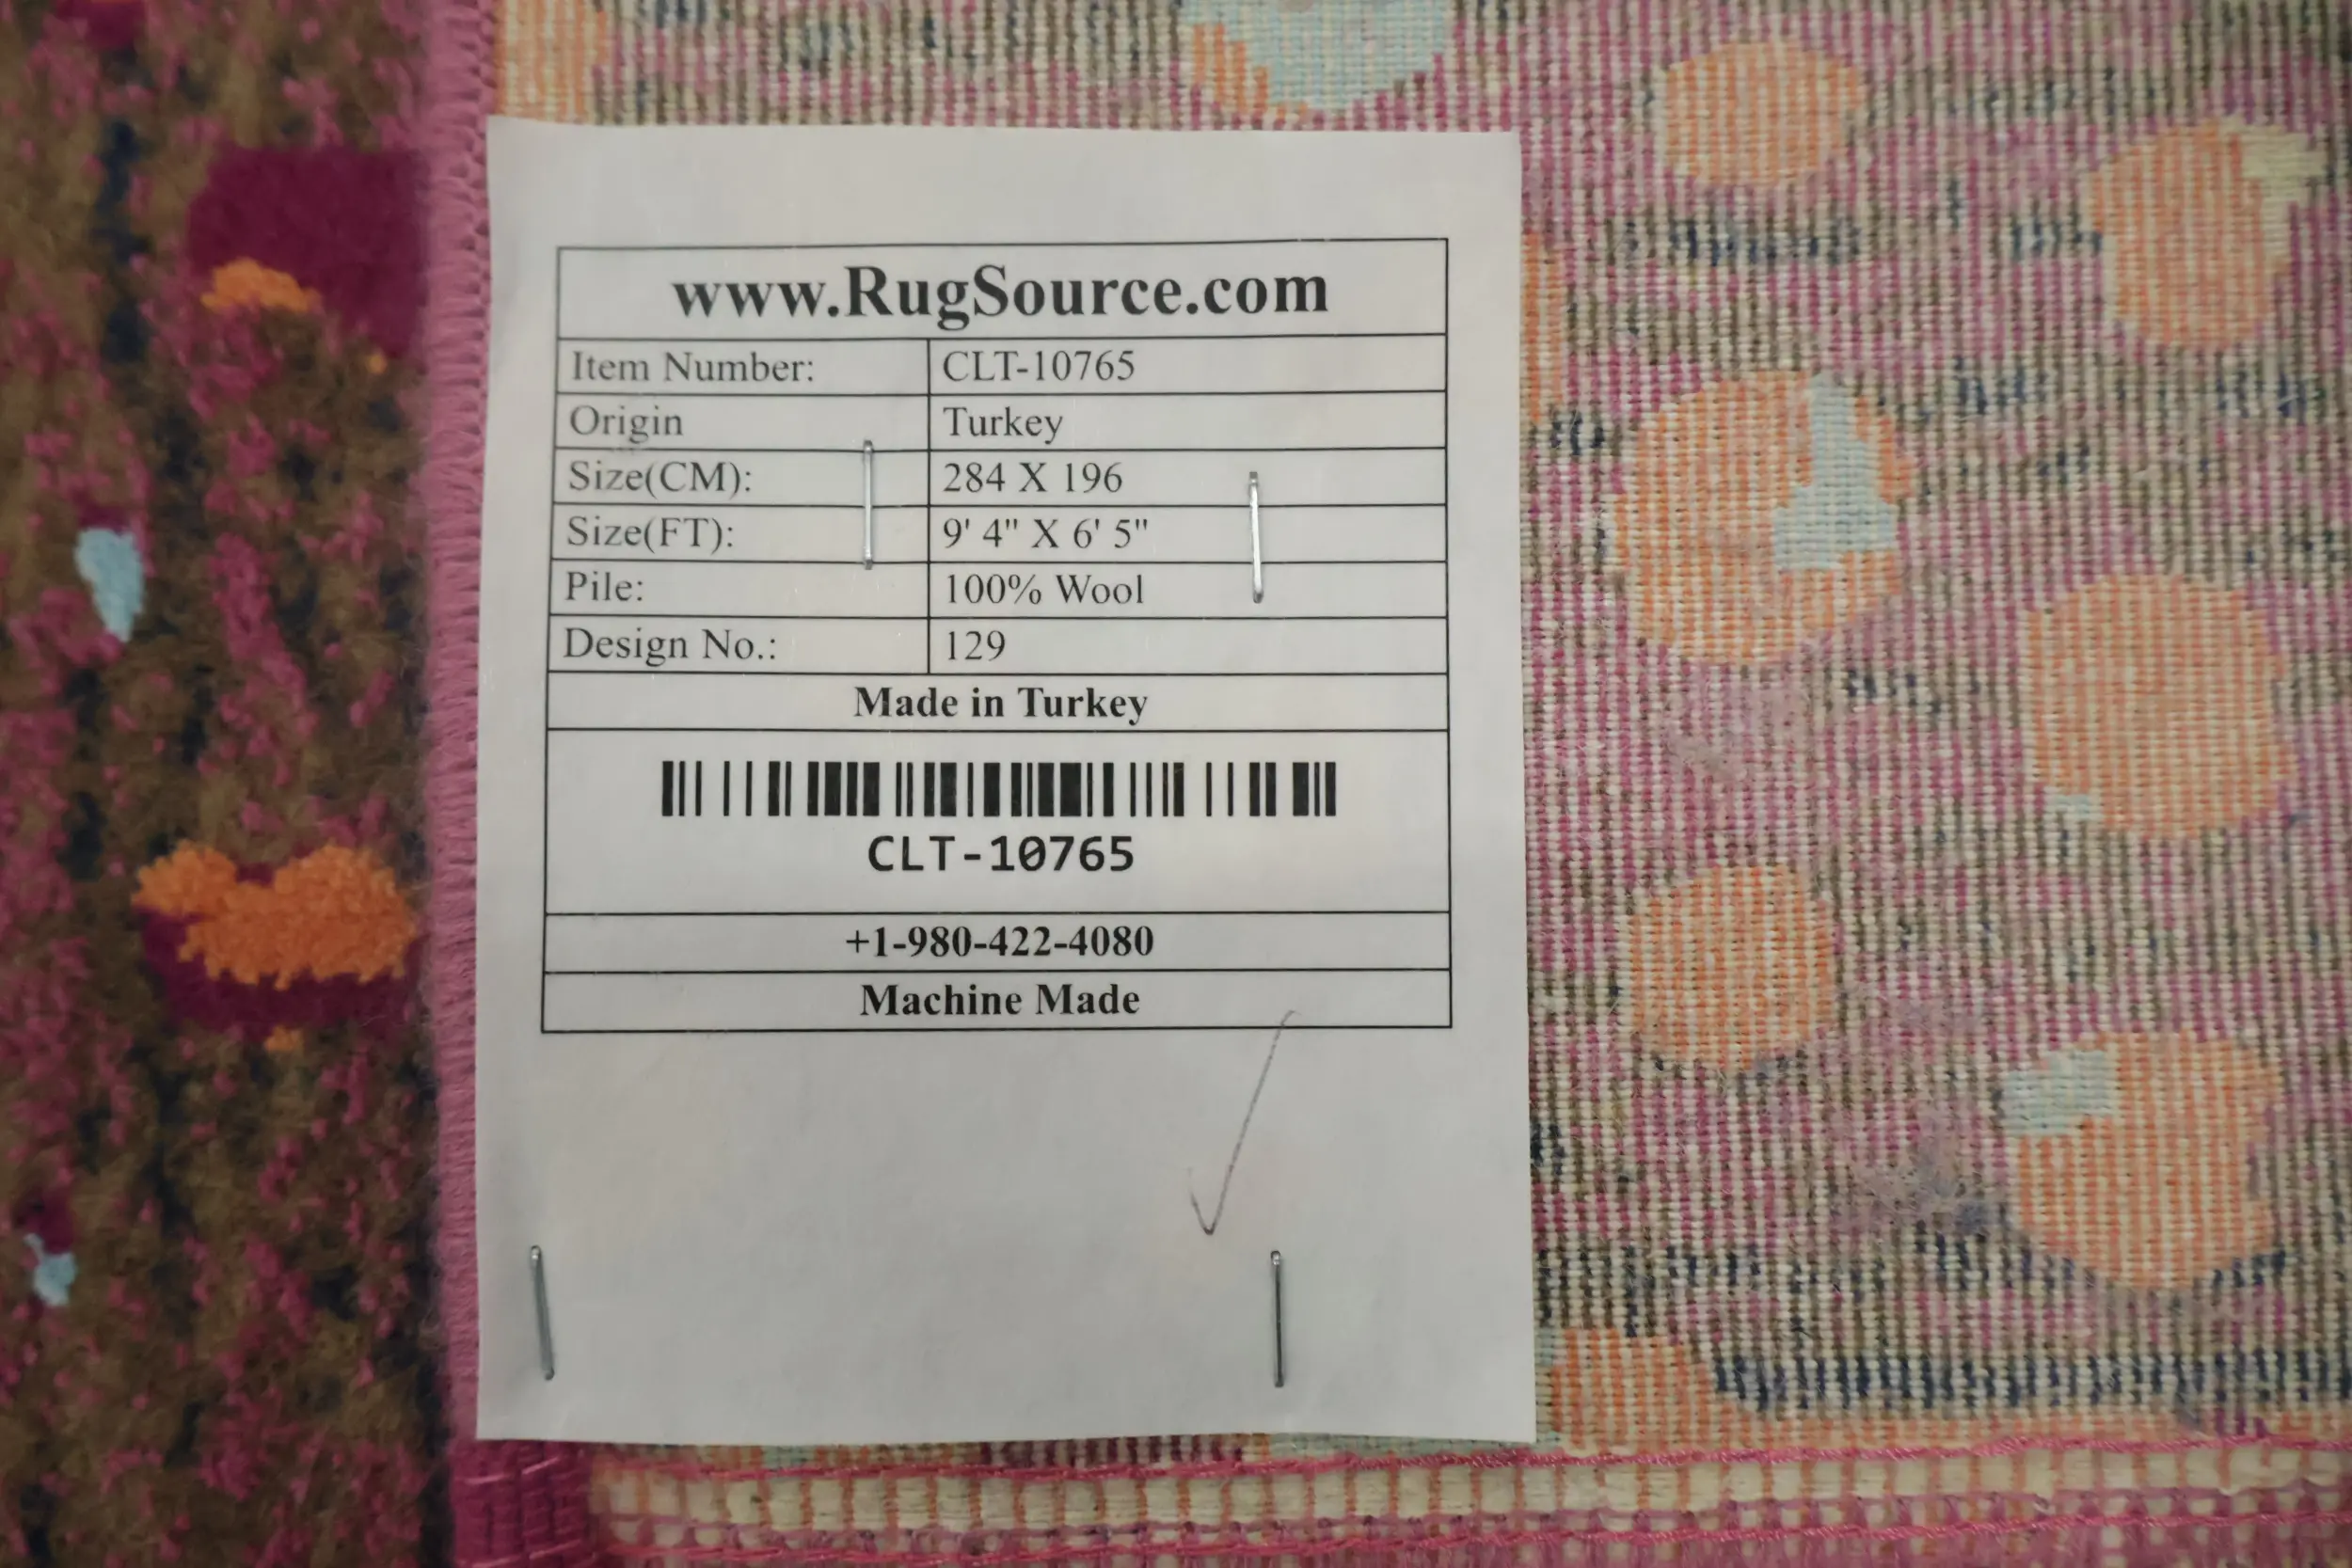 www.RugSource.com
Item Number: CLT-10765
Origin Turkey
Size(CM): 284 X 196
Size(FT): 9' 4" X 6' 5"
Pile: 100% Wool
Design No.: 129
Made in Turkey
CLT-10765
+1-980-422-4080
Machine Made